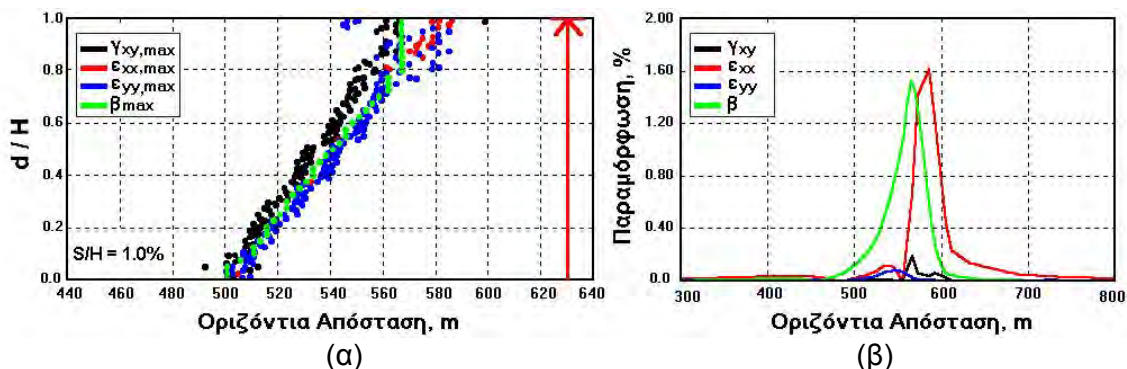 1.0
0.8
0.6
0.4
0.2
0.0
d / H
γxy,max
εxx,max
εyy,max
βmax
S/H = 1.0%
440 460 480 500 520 540 560 580 600 620 640
Οριζόντια Απόσταση, m
(α)
2.00
1.60
1.20
0.80
0.40
0.00
Παραμόρφωση, %
γxy
εxx
εyy
β
300 400 500 600 700 800
Οριζόντια Απόσταση, m
(β)